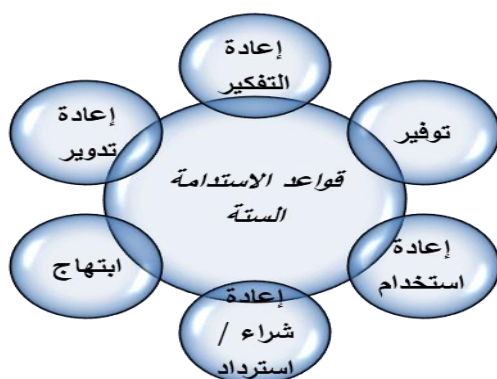 إعادة
التفكير
توفير
إعادة
استخدام
إعادة
شراء /
استرداد
ابتهاج
إعادة
تدوير
قواعد الاستدامة
الستة